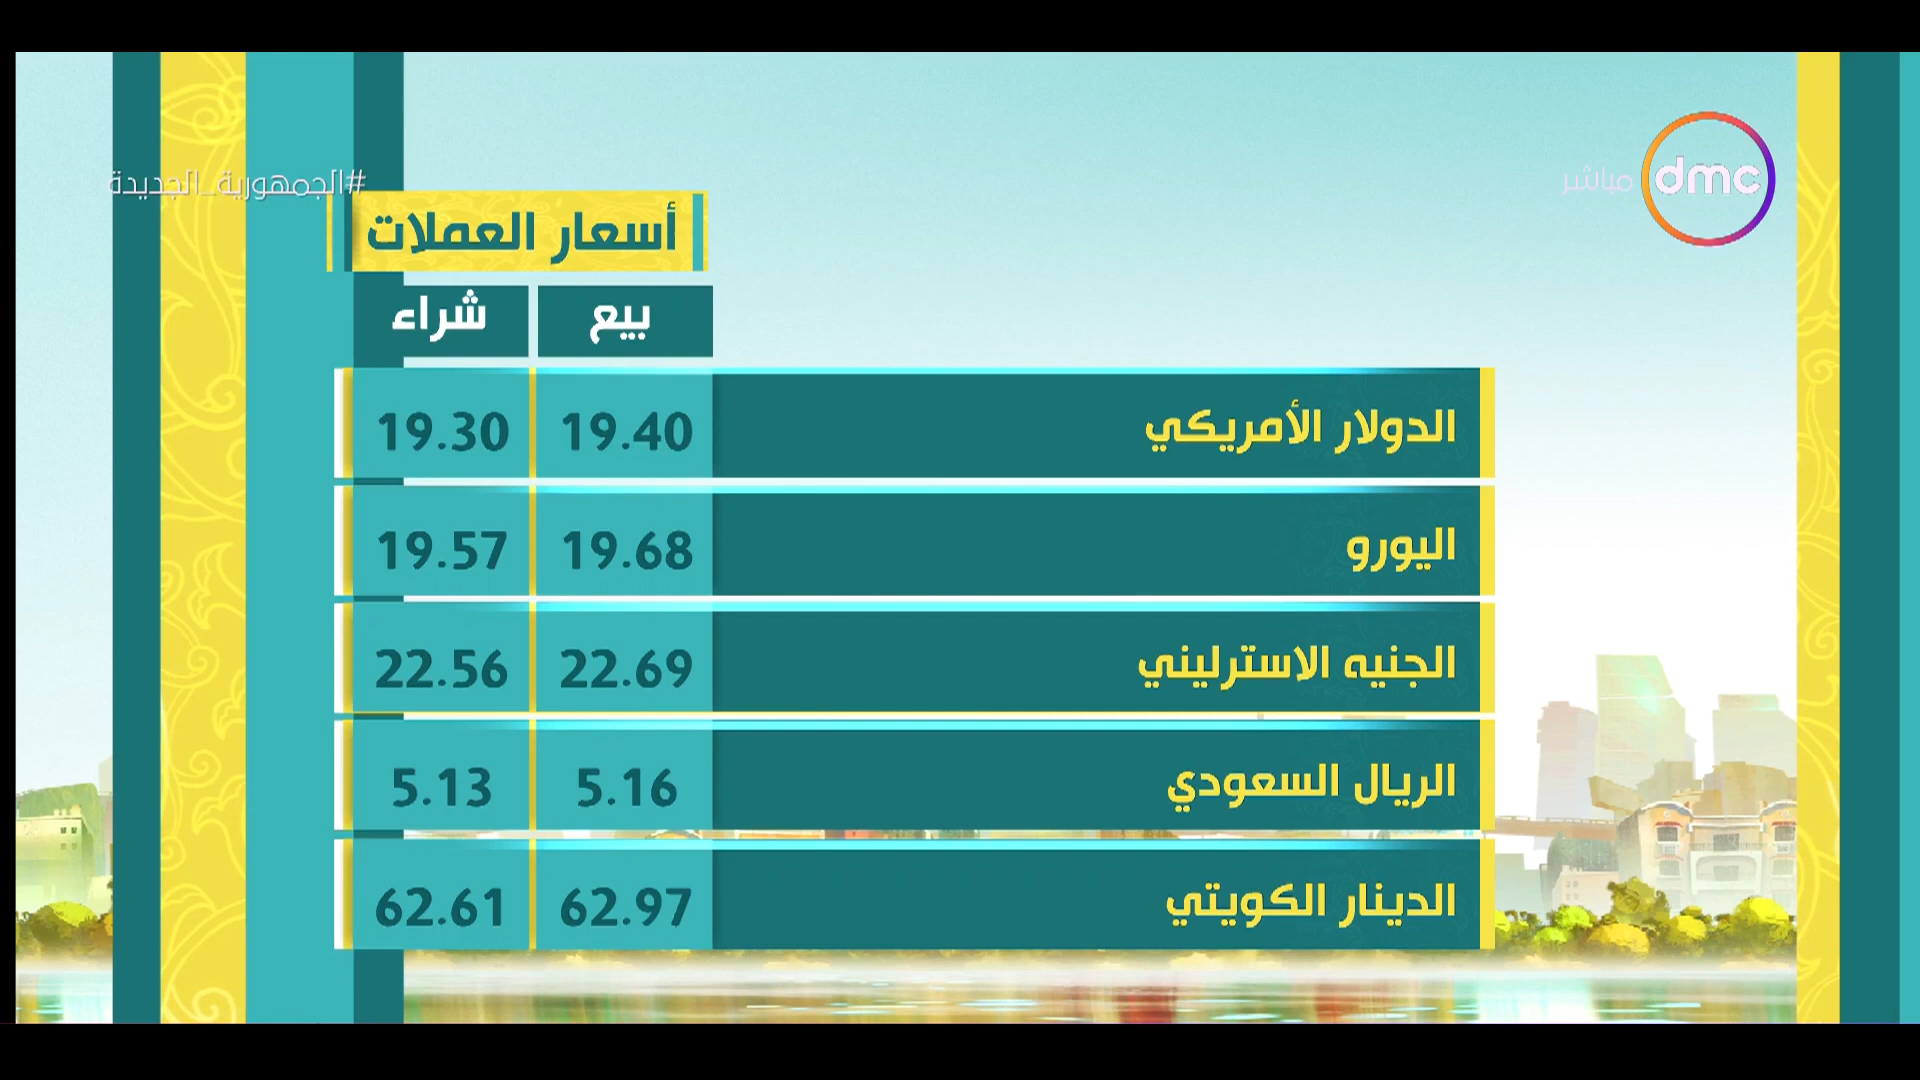 dmc مباشر
#الجمهورية_الجديدة
أسعار العملات
بيع شراء
الدولار الأمريكي 19.40 19.30
اليورو 19.68 19.57
الجنيه الاسترليني 22.69 22.56
الريال السعودي 5.16 5.13
الدينار الكويتي 62.97 62.61